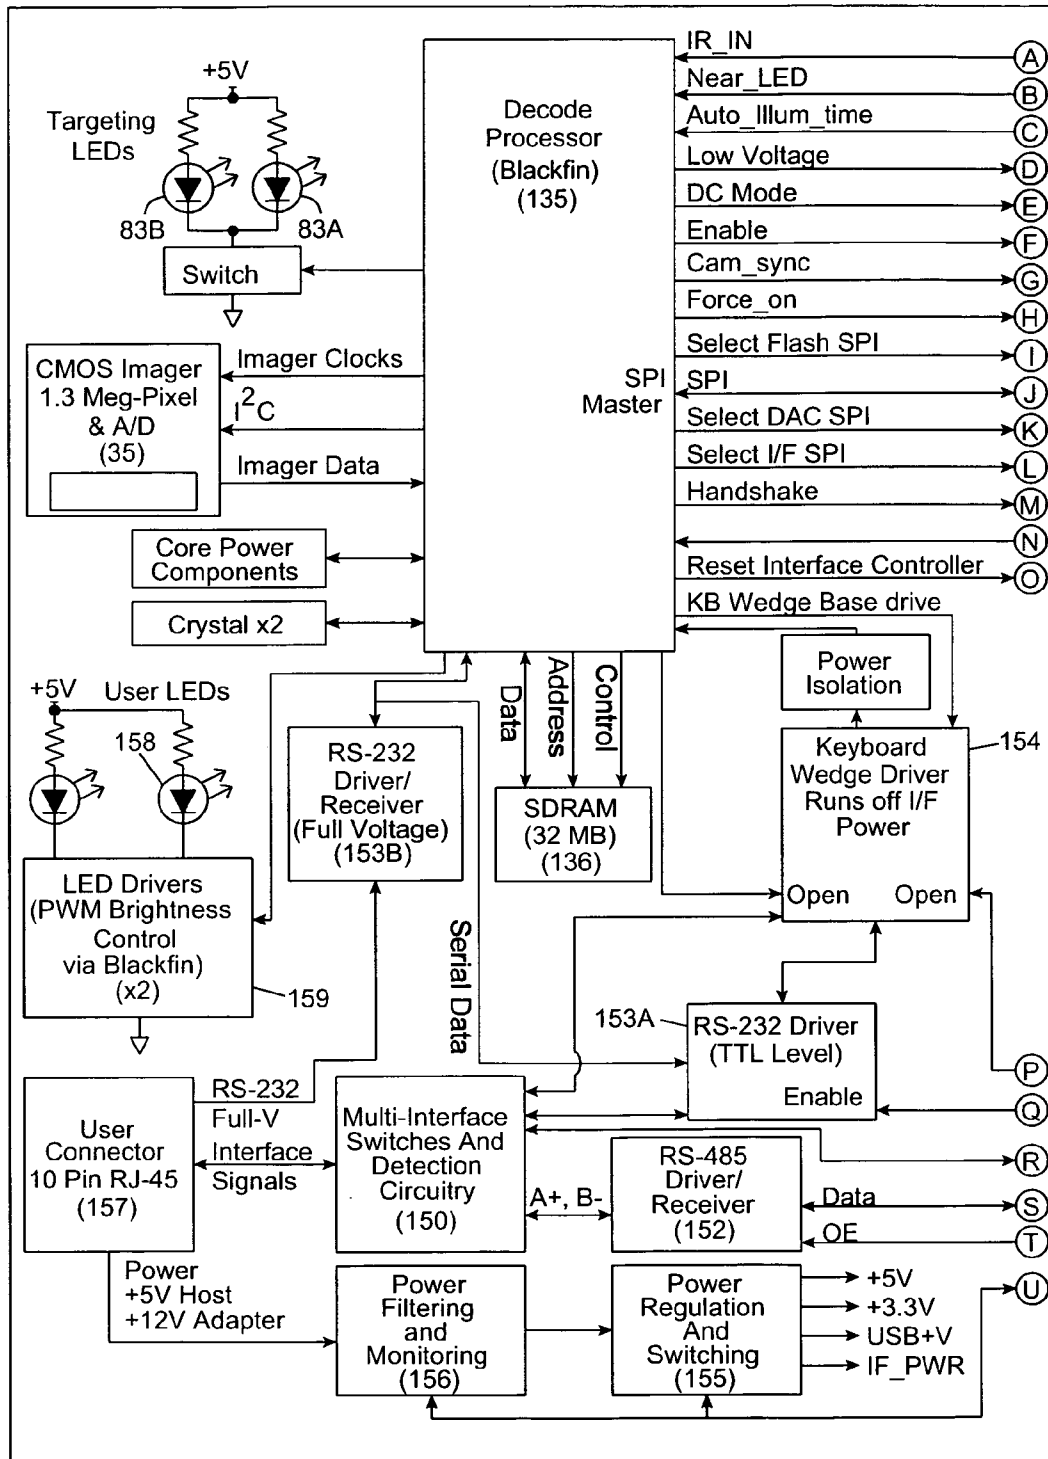 IR_IN
A
Near_LED
B
Auto_Illum_time
C
Low Voltage
D
DC Mode
E
Enable
F
Cam_sync
G
Force_on
H
Select Flash SPI
I
SPI
J
Select DAC SPI
K
Select I/F SPI
L
Handshake
M
N
Reset Interface Controller
O
KB Wedge Base drive
Decode
Processor
(Blackfin)
(135)
SPI
Master
+5V
Targeting
LEDs
83B
83A
Switch
CMOS Imager
1.3 Meg-Pixel
& A/D
(35)
Imager Clocks
I2C
Imager Data
Core Power
Components
Crystal x2
Power
Isolation
+5V
User LEDs
158
RS-232
Driver/
Receiver
(Full Voltage)
(153B)
Data
Address
Control
SDRAM
(32 MB)
(136)
154
Keyboard
Wedge Driver
Runs off I/F
Power
Open
Open
LED Drivers
(PWM Brightness
Control
via Blackfin)
(x2)
159
Serial Data
153A
RS-232 Driver
(TTL Level)
Enable
P
Q
User
Connector
10 Pin RJ-45
(157)
RS-232
Full-V
Interface
Signals
Multi-Interface
Switches And
Detection
Circuitry
(150)
A+, B-
RS-485
Driver/
Receiver
(152)
R
Data
S
OE
T
Power
+5V Host
+12V Adapter
Power
Filtering
and
Monitoring
(156)
Power
Regulation
And
Switching
(155)
+5V
+3.3V
USB+V
IF_PWR
U